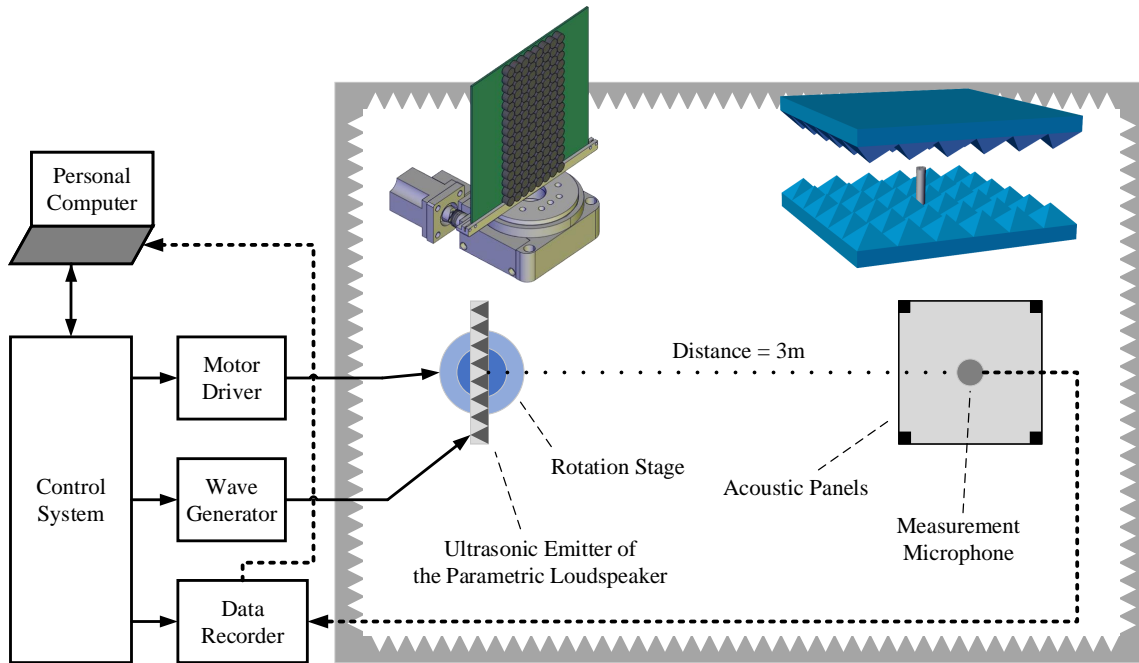 Personal
Computer
Control
System
Motor
Driver
Wave
Generator
Data
Recorder
Distance = 3m
Rotation Stage
Ultrasonic Emitter of
the Parametric Loudspeaker
Acoustic Panels
Measurement
Microphone